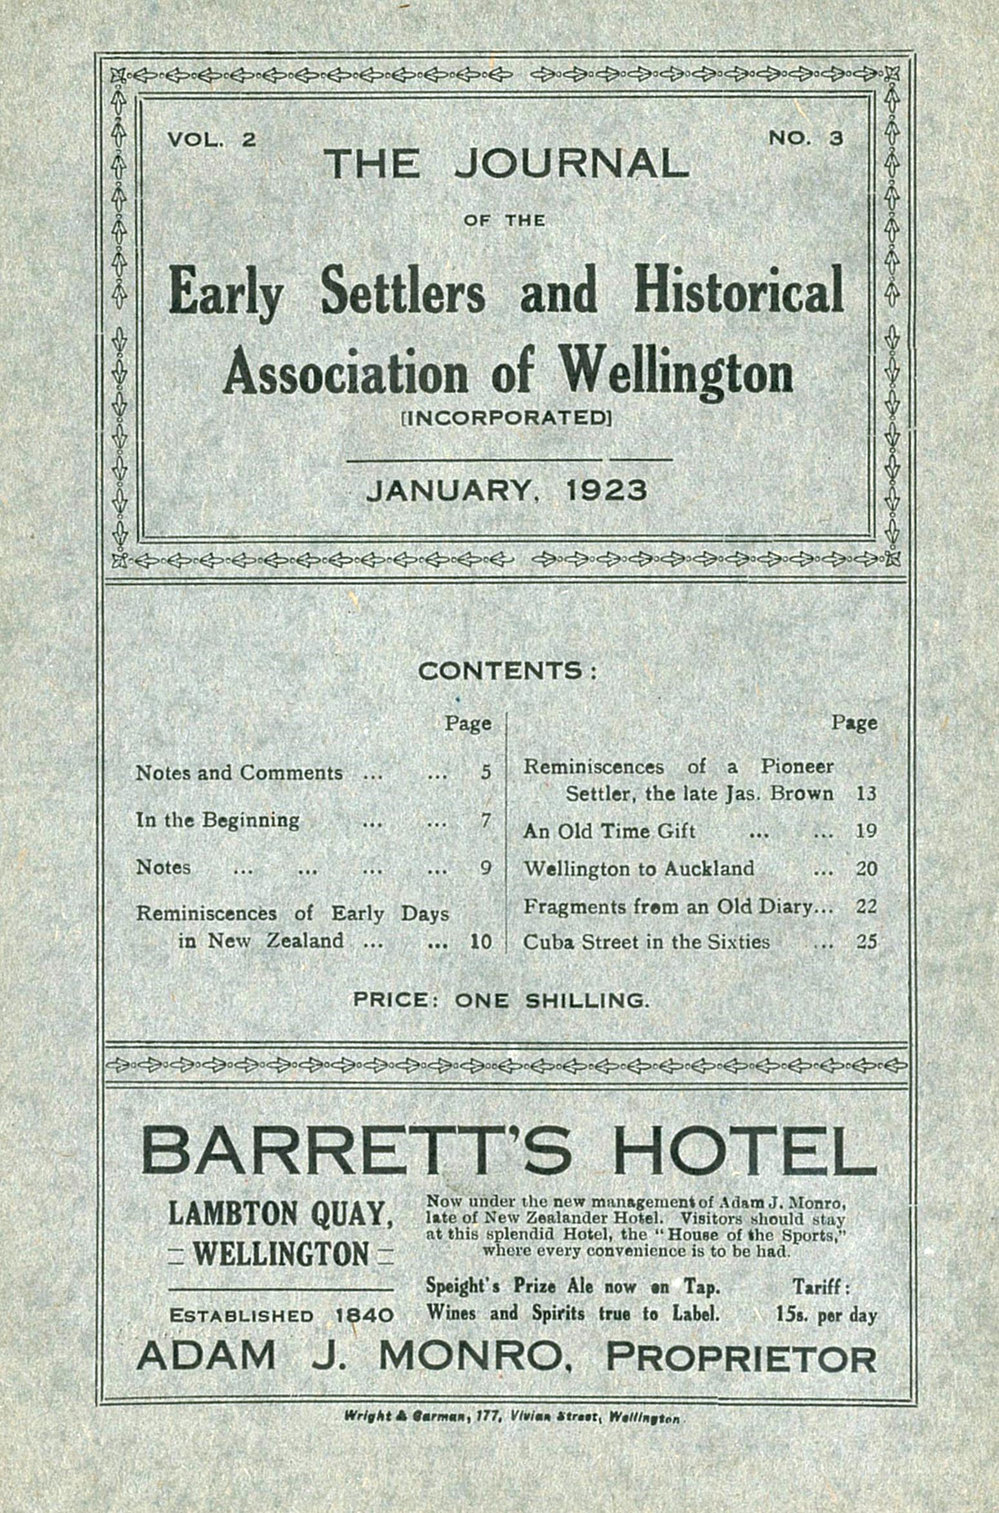 VOL. 2
NO. 3
THE JOURNAL
OF THE
Early Settlers and Historical
Association of Wellington
[INCORPORATED]
JANUARY, 1923
CONTENTS:
Page
Notes and Comments ... ... 5
In the Beginning ... ... 7
Notes ... ... ... ... 9
Reminiscences of Early Days
in New Zealand ... ... 10
Page
Reminiscences of a Pioneer
Settler, the late Jas. Brown 13
An Old Time Gift ... ... 19
Wellington to Auckland ... 20
Fragments from an Old Diary... 22
Cuba Street in the Sixties ... 25
PRICE: ONE SHILLING.
BARRETT'S HOTEL
LAMBTON QUAY,
WELLINGTON
ESTABLISHED 1840
Now under the new management of Adam J. Monro,
late of New Zealander Hotel. Visitors should stay
at this splendid Hotel, the "House of the Sports,"
where every convenience is to be had.
Speight's Prize Ale now on Tap. Tariff:
Wines and Spirits true to Label. 15s. per day
ADAM J. MONRO, PROPRIETOR
Wright & Carman, 177, Vivian Street, Wellington